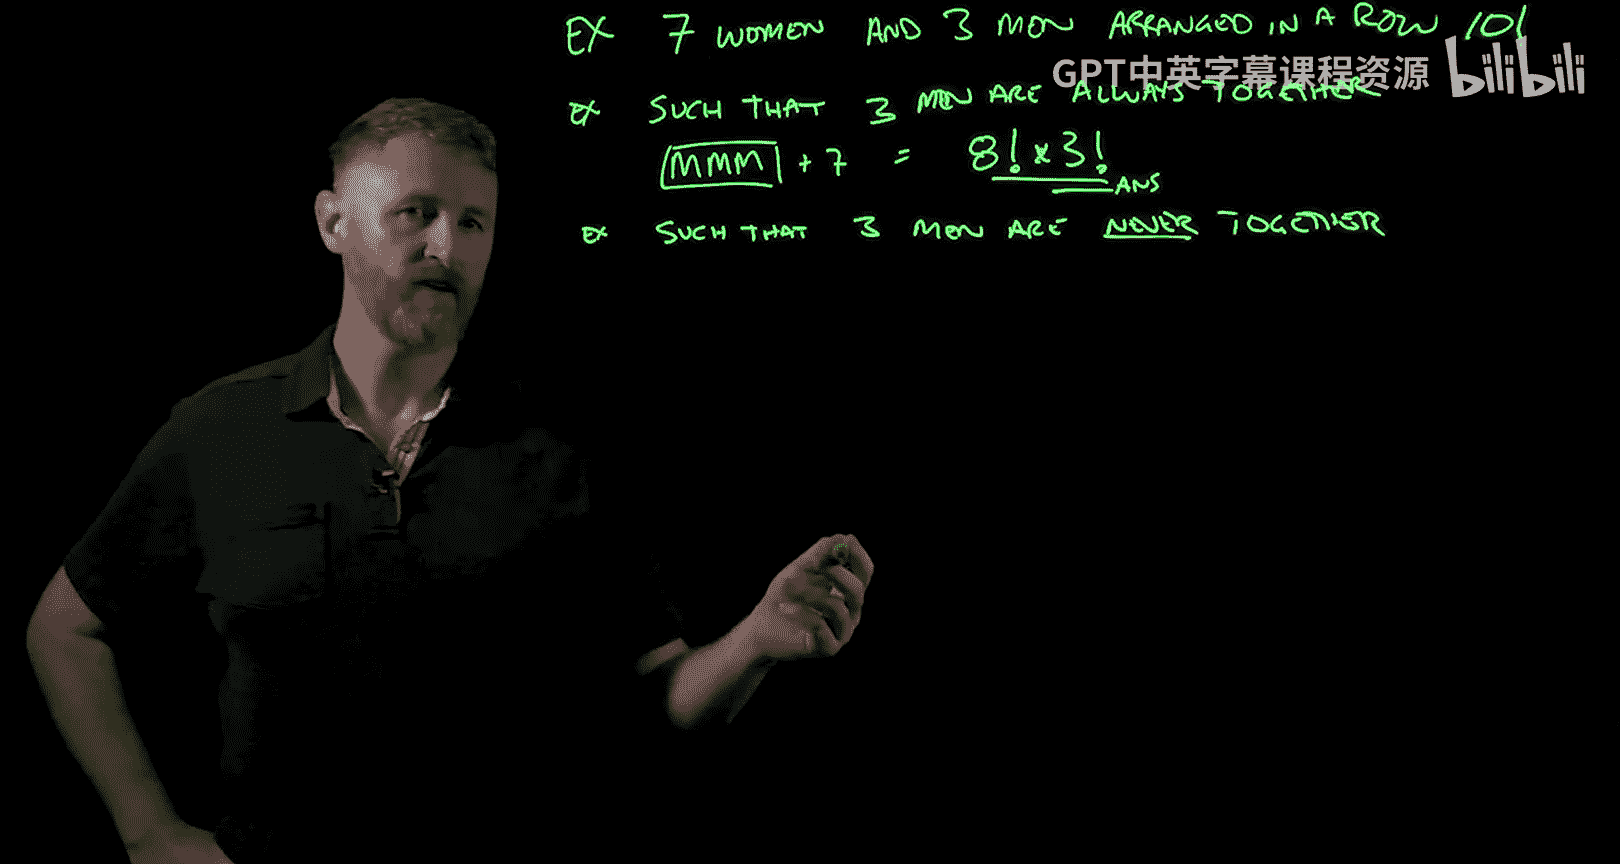 EX 7 WOMEN AND 3 MEN ARRANGED IN A ROW 10!
GPT中英字幕课程资源 bilibili
EX SUCH THAT 3 MEN ARE ALWAYS TOGETHER
MMM + 7 = 8! × 3!
ANS
EX SUCH THAT 3 MEN ARE NEVER TOGETHER